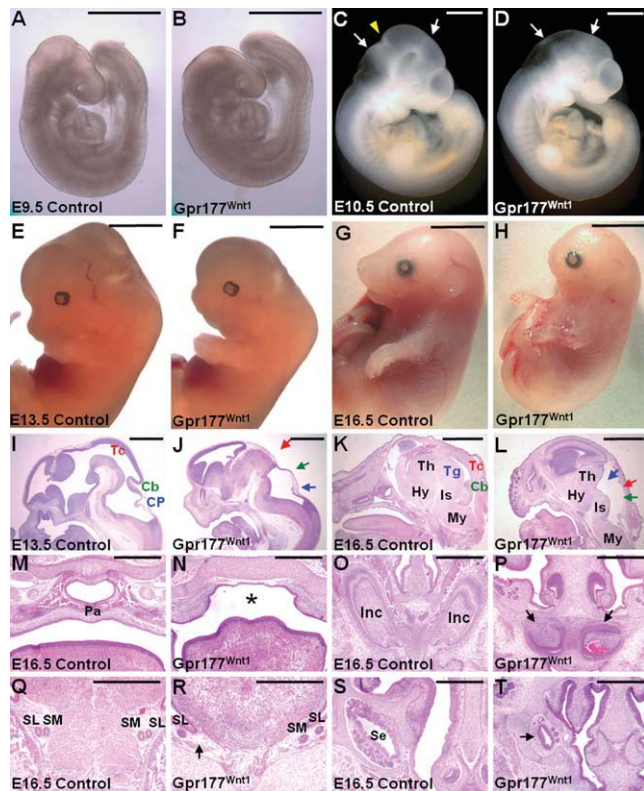 A B C D
E9.5 Control Gpr177Wnt1 E10.5 Control Gpr177Wnt1
E F G H
E13.5 Control Gpr177Wnt1 E16.5 Control Gpr177Wnt1
I J K L
Tc Cb CP Th Tg Tc Hy Is Cb My Th Hy Is My
E13.5 Control Gpr177Wnt1 E16.5 Control Gpr177Wnt1
M N O P
Pa * Inc Inc
E16.5 Control Gpr177Wnt1 E16.5 Control Gpr177Wnt1
Q R S T
SL SM SM SL SL SM SL Se
E16.5 Control Gpr177Wnt1 E16.5 Control Gpr177Wnt1